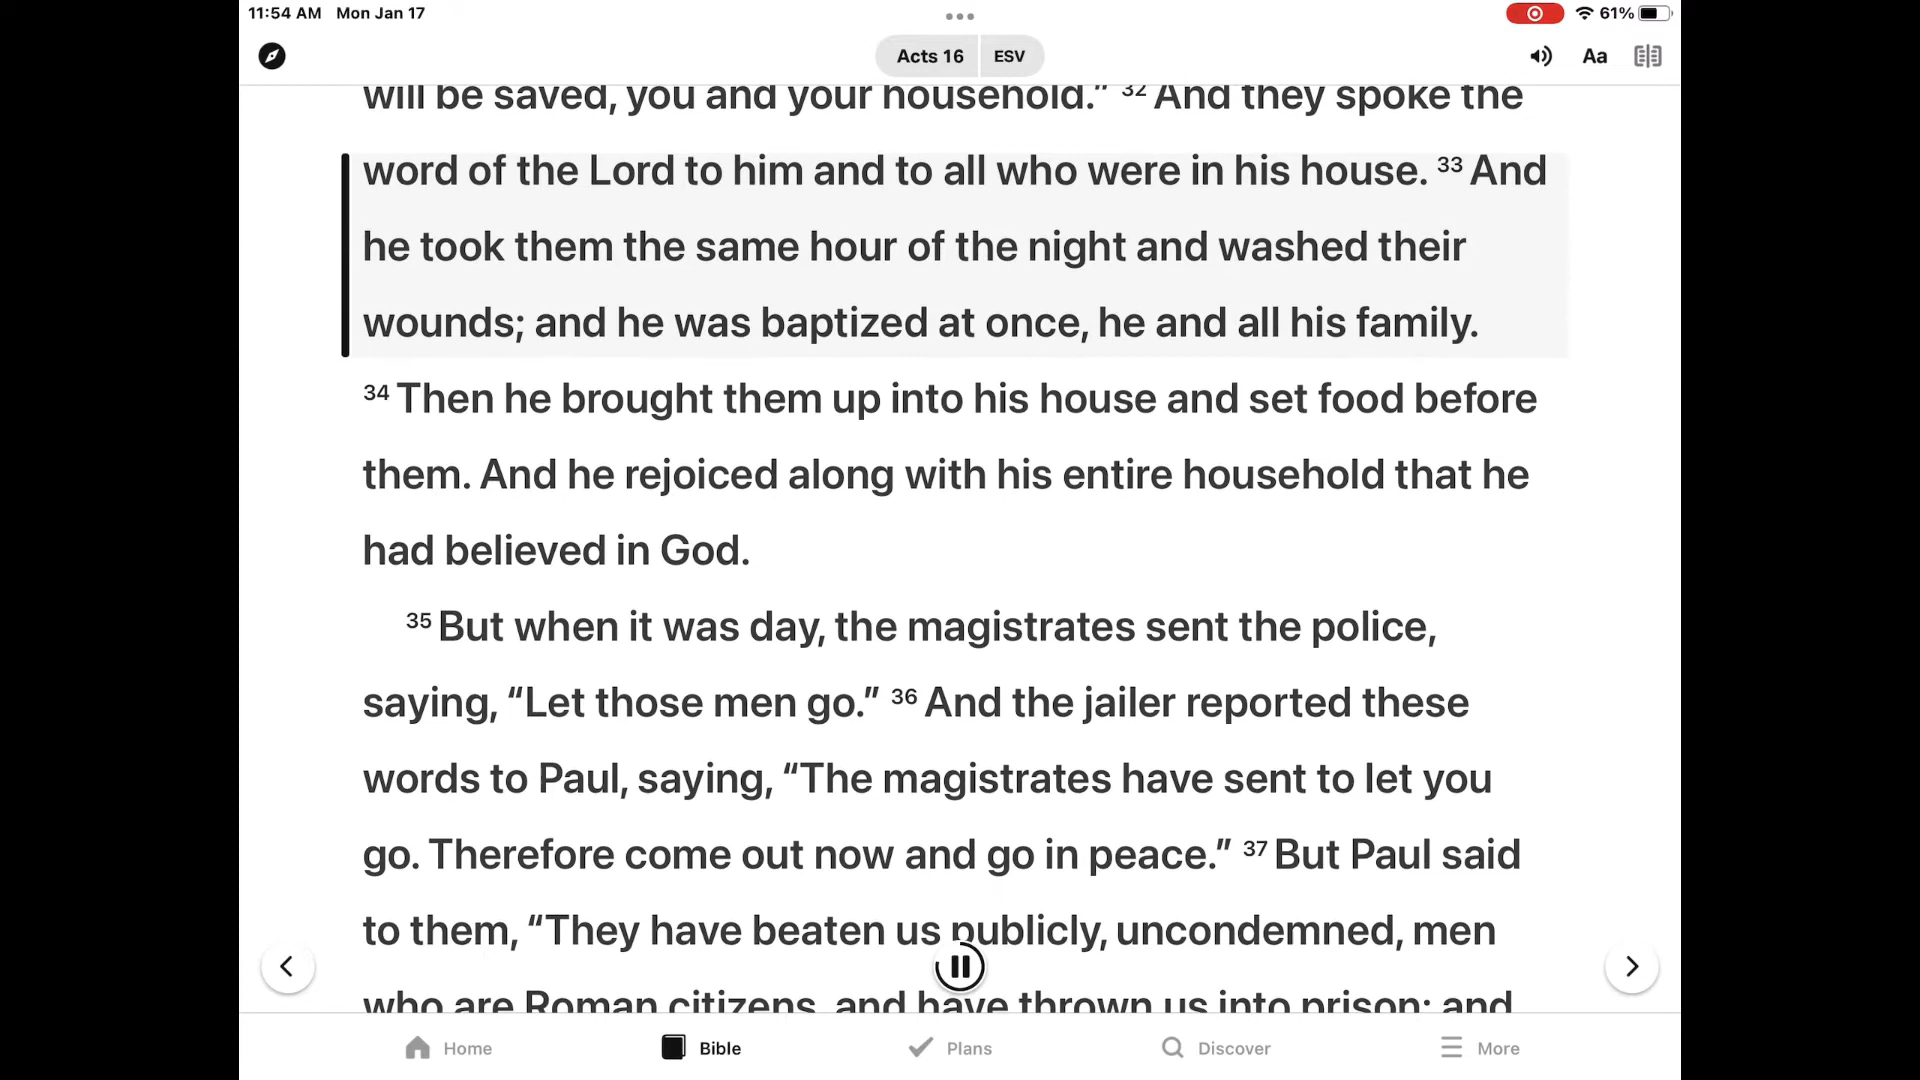 11:54 AM Mon Jan 17
61%
Acts 16 ESV
Aa
will be saved, you and your household.” 32 And they spoke the
word of the Lord to him and to all who were in his house. 33 And
he took them the same hour of the night and washed their
wounds; and he was baptized at once, he and all his family.
34 Then he brought them up into his house and set food before
them. And he rejoiced along with his entire household that he
had believed in God.
35 But when it was day, the magistrates sent the police,
saying, “Let those men go.” 36 And the jailer reported these
words to Paul, saying, “The magistrates have sent to let you
go. Therefore come out now and go in peace.” 37 But Paul said
to them, “They have beaten us publicly, uncondemned, men
who are Roman citizens, and have thrown us into prison; and
Home Bible Plans Discover More